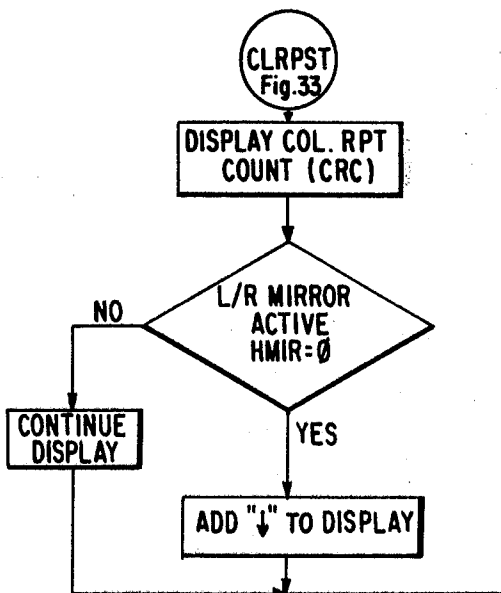 CLRPST
Fig.33
DISPLAY COL. RPT
COUNT (CRC)
L/R MIRROR
ACTIVE
HMIR=Ø
NO
YES
CONTINUE
DISPLAY
ADD "↓" TO DISPLAY